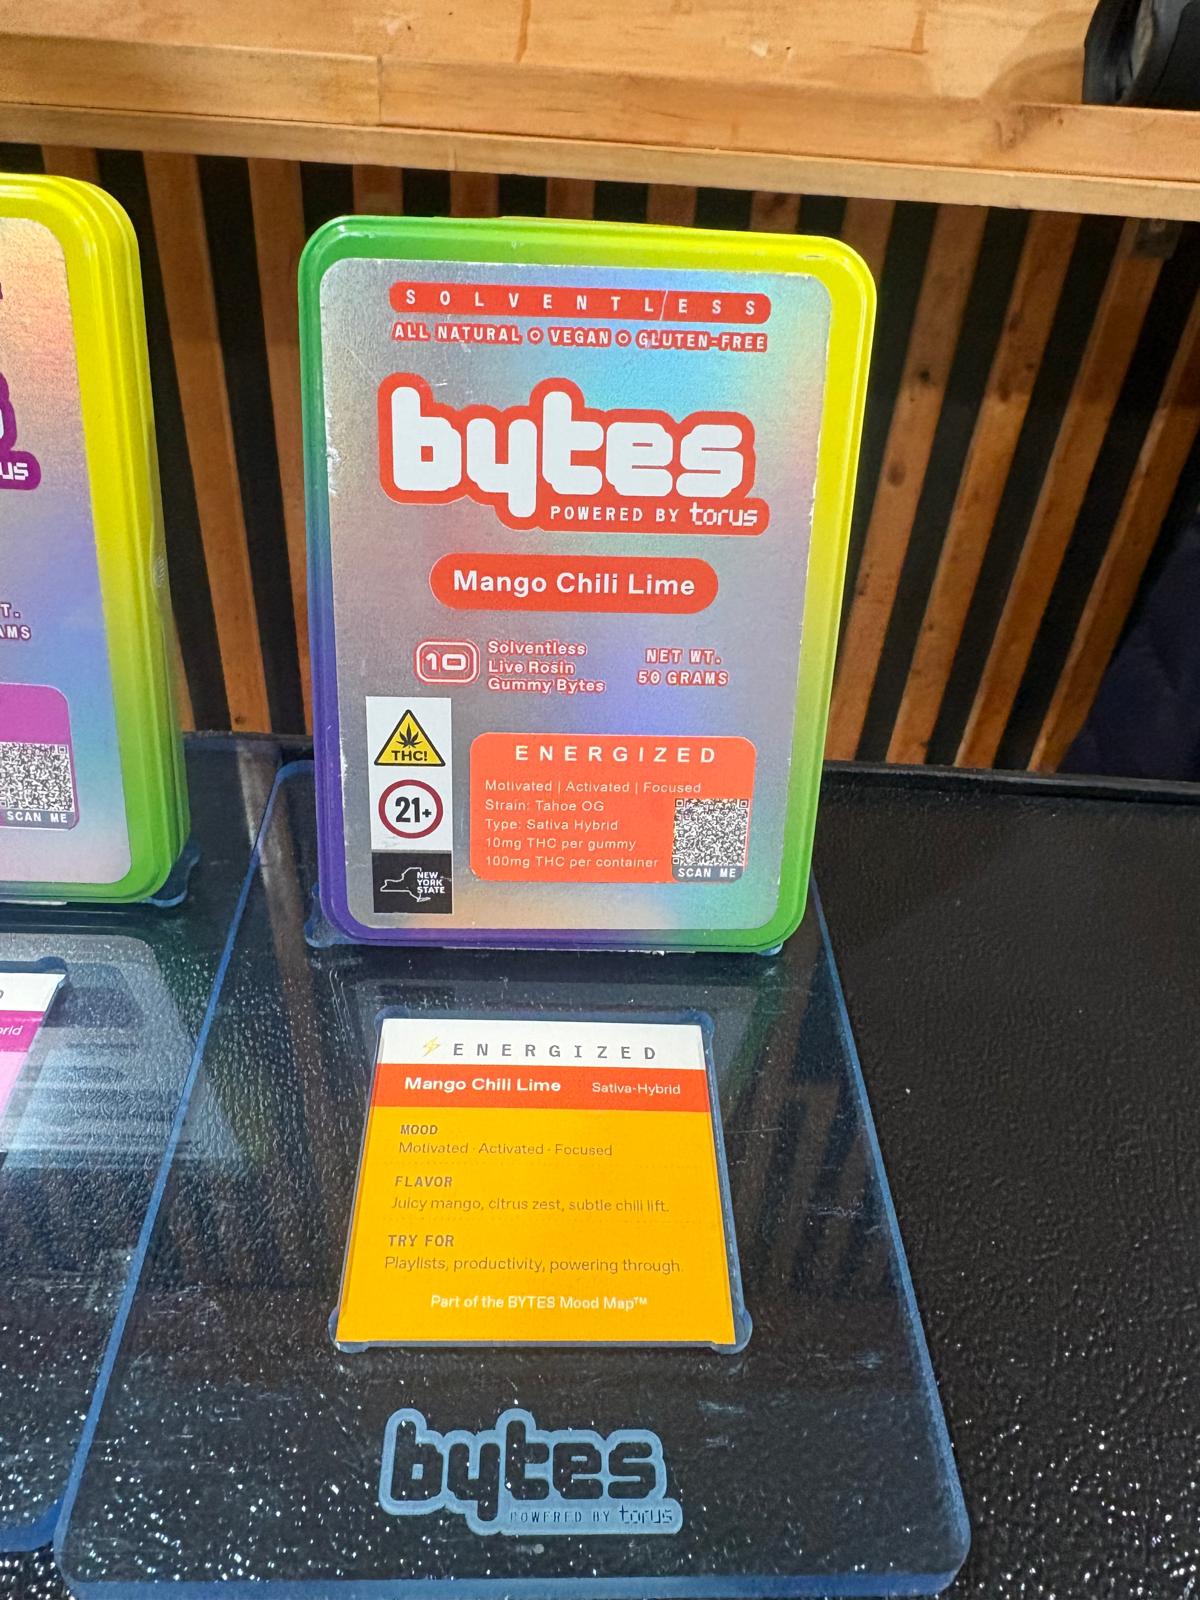 SOLVENTLESS
ALL NATURAL VEGAN GLUTEN-FREE
bytes
POWERED BY torus
Mango Chili Lime
10
Solventless
Live Rosin
Gummy Bytes
NET WT.
50 GRAMS
THC!
21+
NEW
YORK
STATE
ENERGIZED
Motivated | Activated | Focused
Strain: Tahoe OG
Type: Sativa Hybrid
10mg THC per gummy
100mg THC per container
SCAN ME
us
T.
AMS
SCAN ME
brid
ENERGIZED
Mango Chili Lime Sativa-Hybrid
MOOD
Motivated · Activated · Focused
FLAVOR
Juicy mango, citrus zest, subtle chili lift.
TRY FOR
Playlists, productivity, powering through.
Part of the BYTES Mood Map™
bytes
POWERED BY torus